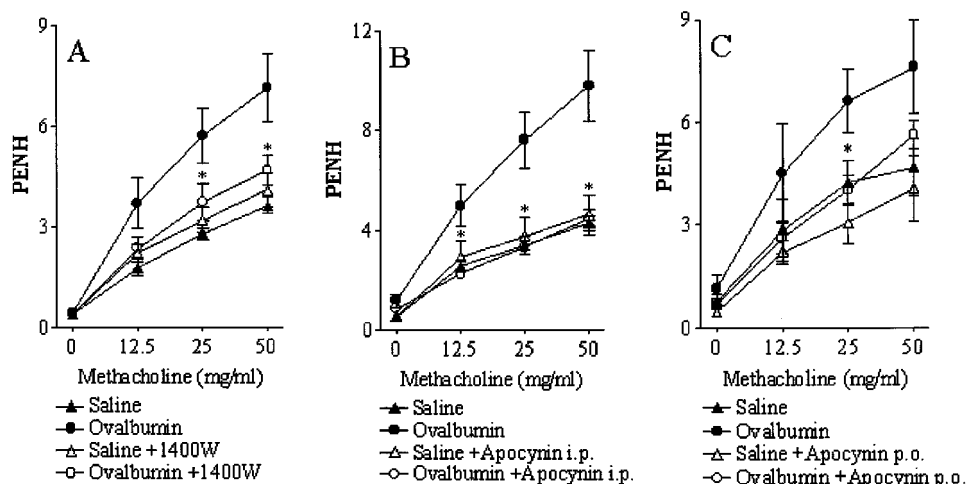 A
PENH
9
6
3
0
*
*
0 12.5 25 50
Methacholine (mg/ml)
Saline
Ovalbumin
Saline +1400W
Ovalbumin +1400W
B
PENH
12
8
4
0
*
*
*
0 12.5 25 50
Methacholine (mg/ml)
Saline
Ovalbumin
Saline +Apocynin i.p.
Ovalbumin +Apocynin i.p.
C
PENH
9
6
3
0
*
0 12.5 25 50
Methacholine (mg/ml)
Saline
Ovalbumin
Saline +Apocynin p.o.
Ovalbumin +Apocynin p.o.